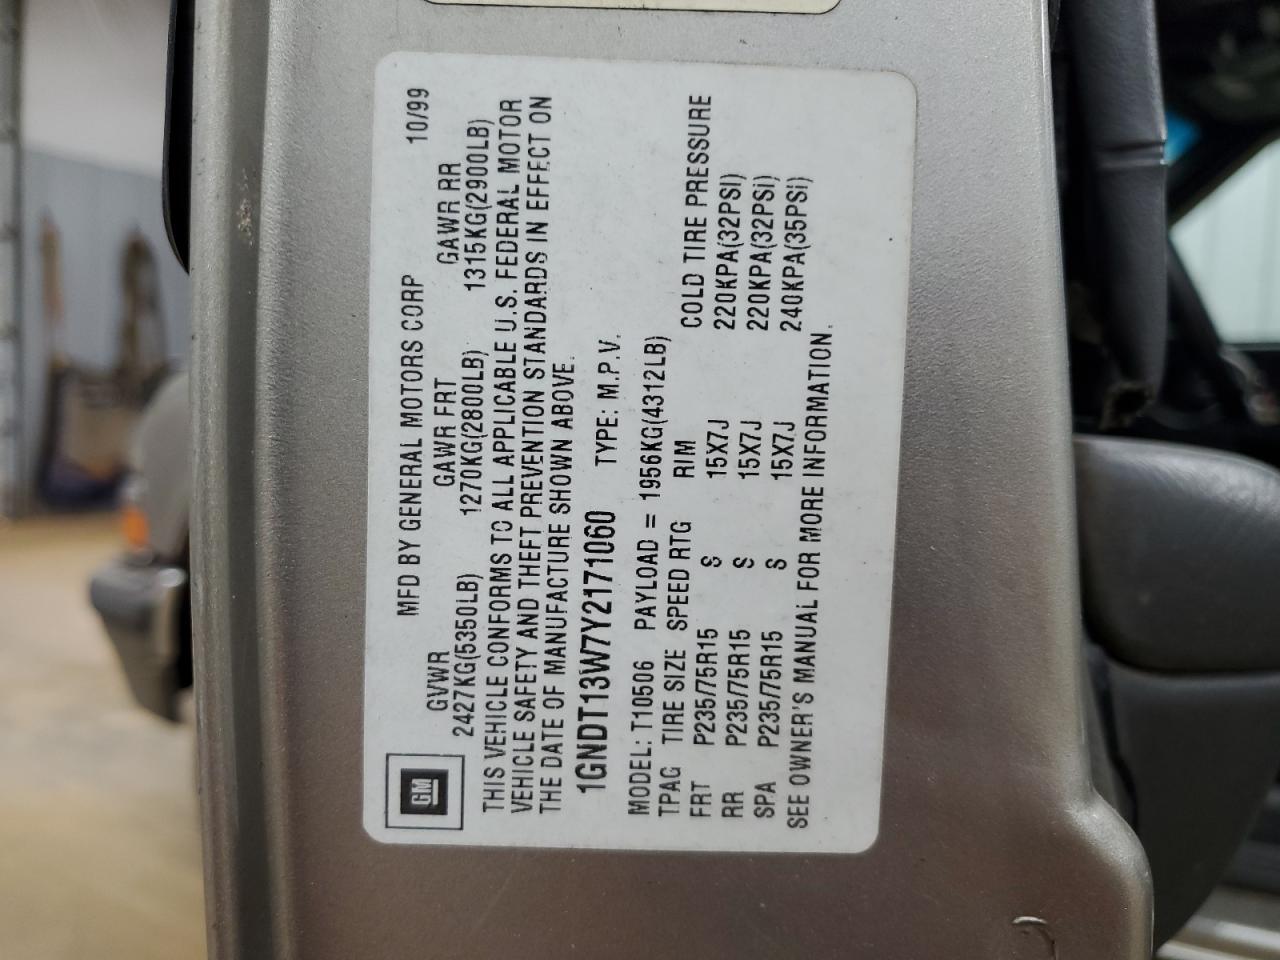 GM
MFD BY GENERAL MOTORS CORP 10/99
GVWR GAWR FRT GAWR RR
2427KG(5350LB) 1270KG(2800LB) 1315KG(2900LB)
THIS VEHICLE CONFORMS TO ALL APPLICABLE U.S. FEDERAL MOTOR
VEHICLE SAFETY AND THEFT PREVENTION STANDARDS IN EFFECT ON
THE DATE OF MANUFACTURE SHOWN ABOVE.
1GNDT13W7Y2171060 TYPE: M.P.V.
MODEL: T10506 PAYLOAD = 1956KG(4312LB)
TPAG TIRE SIZE SPEED RTG RIM COLD TIRE PRESSURE
FRT P235/75R15 S 15X7J 220KPA(32PSI)
RR P235/75R15 S 15X7J 220KPA(32PSi)
SPA P235/75R15 S 15X7J 240KPA(35PSi)
SEE OWNER'S MANUAL FOR MORE INFORMATION.